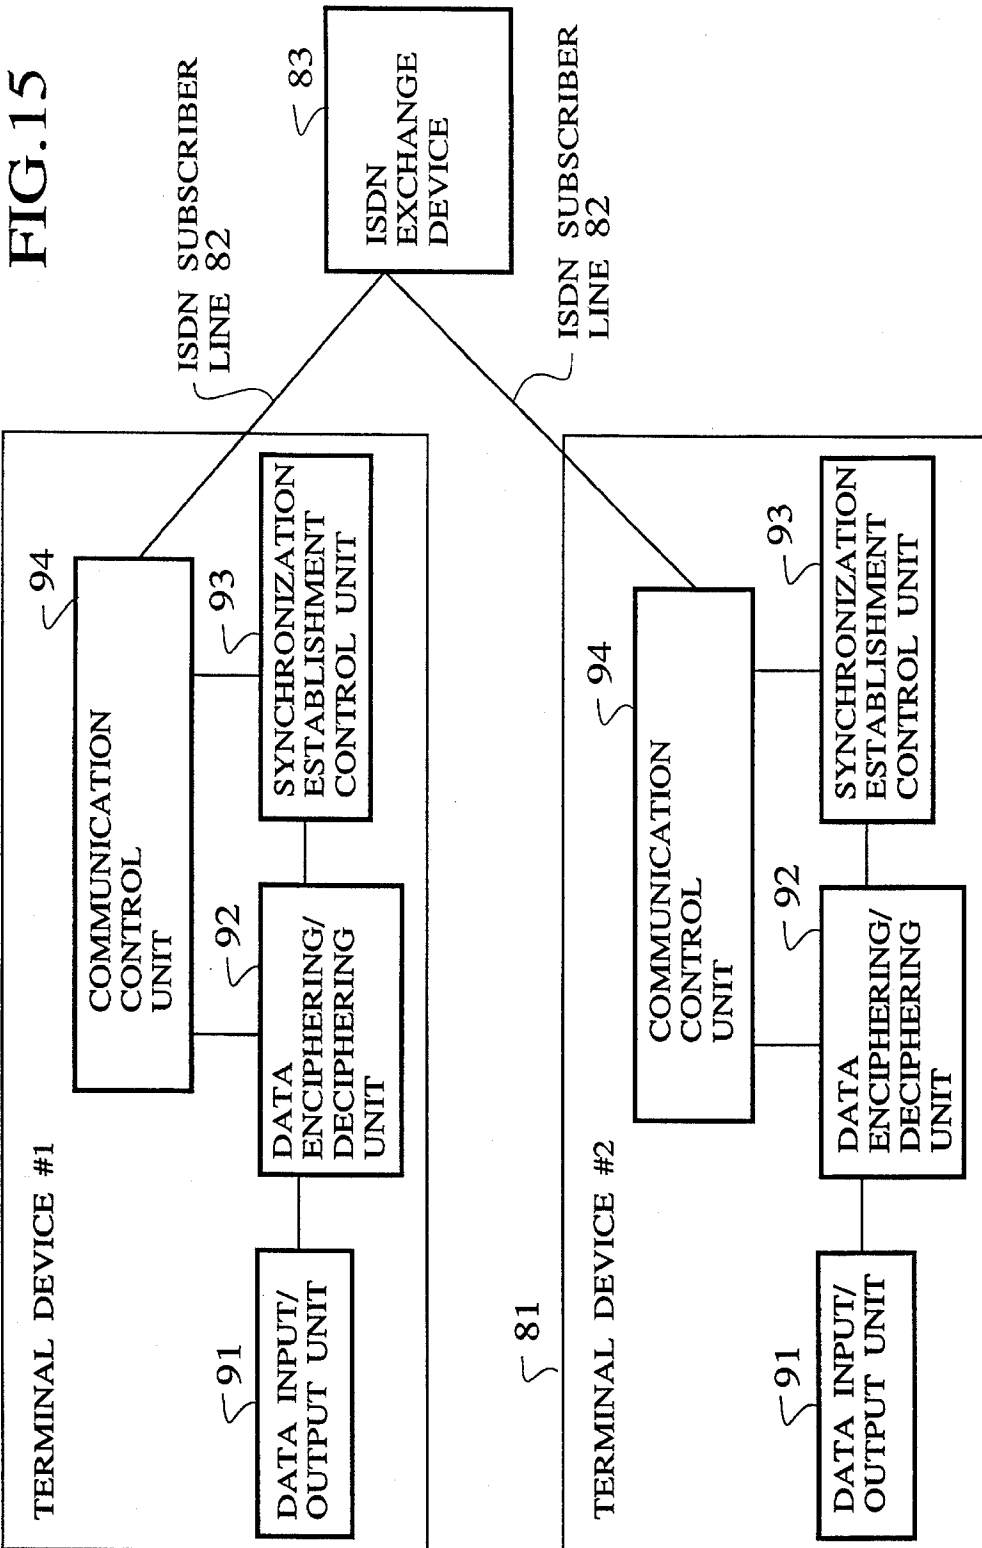 FIG.15
TERMINAL DEVICE #1
94
COMMUNICATION
CONTROL
UNIT
91
DATA INPUT/
OUTPUT UNIT
92
DATA
ENCIPHERING/
DECIPHERING
UNIT
93
SYNCHRONIZATION
ESTABLISHMENT
CONTROL UNIT
ISDN SUBSCRIBER
LINE 82
83
ISDN
EXCHANGE
DEVICE
ISDN SUBSCRIBER
LINE 82
81
TERMINAL DEVICE #2
94
COMMUNICATION
CONTROL
UNIT
91
DATA INPUT/
OUTPUT UNIT
92
DATA
ENCIPHERING/
DECIPHERING
UNIT
93
SYNCHRONIZATION
ESTABLISHMENT
CONTROL UNIT